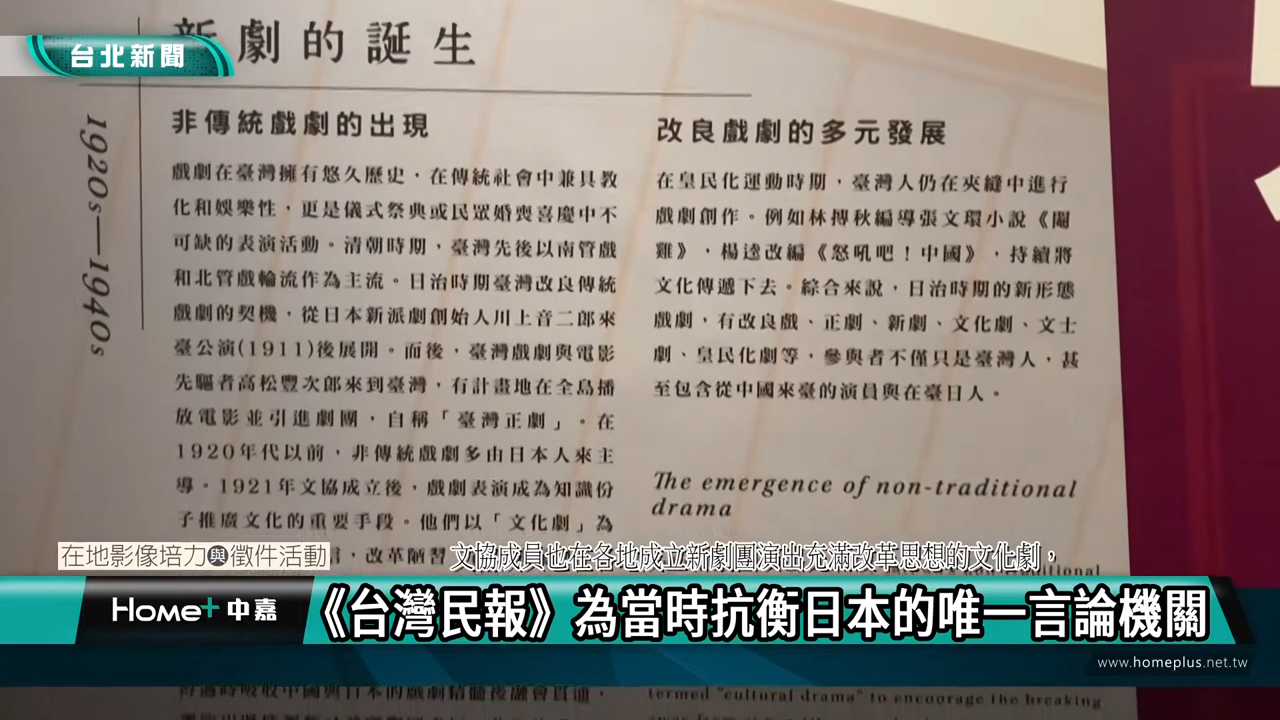 台北新聞
新劇的誕生
1920s—1940s
非傳統戲劇的出現
戲劇在臺灣擁有悠久歷史，在傳統社會中兼具教
化和娛樂性，更是儀式祭典或民眾婚喪喜慶中不
可缺的表演活動。清朝時期，臺灣先後以南管戲
和北管戲輪流作為主流。日治時期臺灣改良傳統
戲劇的契機，從日本新派劇創始人川上音二郎來
臺公演(1911)後展開。而後，臺灣戲劇與電影
先驅者高松豐次郎來到臺灣，有計畫地在全島播
放電影並引進劇團，自稱「臺灣正劇」。在
1920年代以前，非傳統戲劇多由日本人來主
導。1921年文協成立後，戲劇表演成為知識份
子推廣文化的重要手段。他們以「文化劇」為
言，改革陋習
改良戲劇的多元發展
在皇民化運動時期，臺灣人仍在夾縫中進行
戲劇創作。例如林摶秋編導張文環小說《閹
雞》，楊逵改編《怒吼吧！中國》，持續將
文化傳遞下去。綜合來說，日治時期的新形態
戲劇，有改良戲、正劇、新劇、文化劇、文士
劇、皇民化劇等，參與者不僅只是臺灣人，甚
至包含從中國來臺的演員與在臺日人。
The emergence of non-traditional
drama
在地影像培力與徵件活動
文協成員也在各地成立新劇團演出充滿改革思想的文化劇，
Home+中嘉
《台灣民報》為當時抗衡日本的唯一言論機關
www.homeplus.net.tw
termed "cultural drama" to encourage the breaking